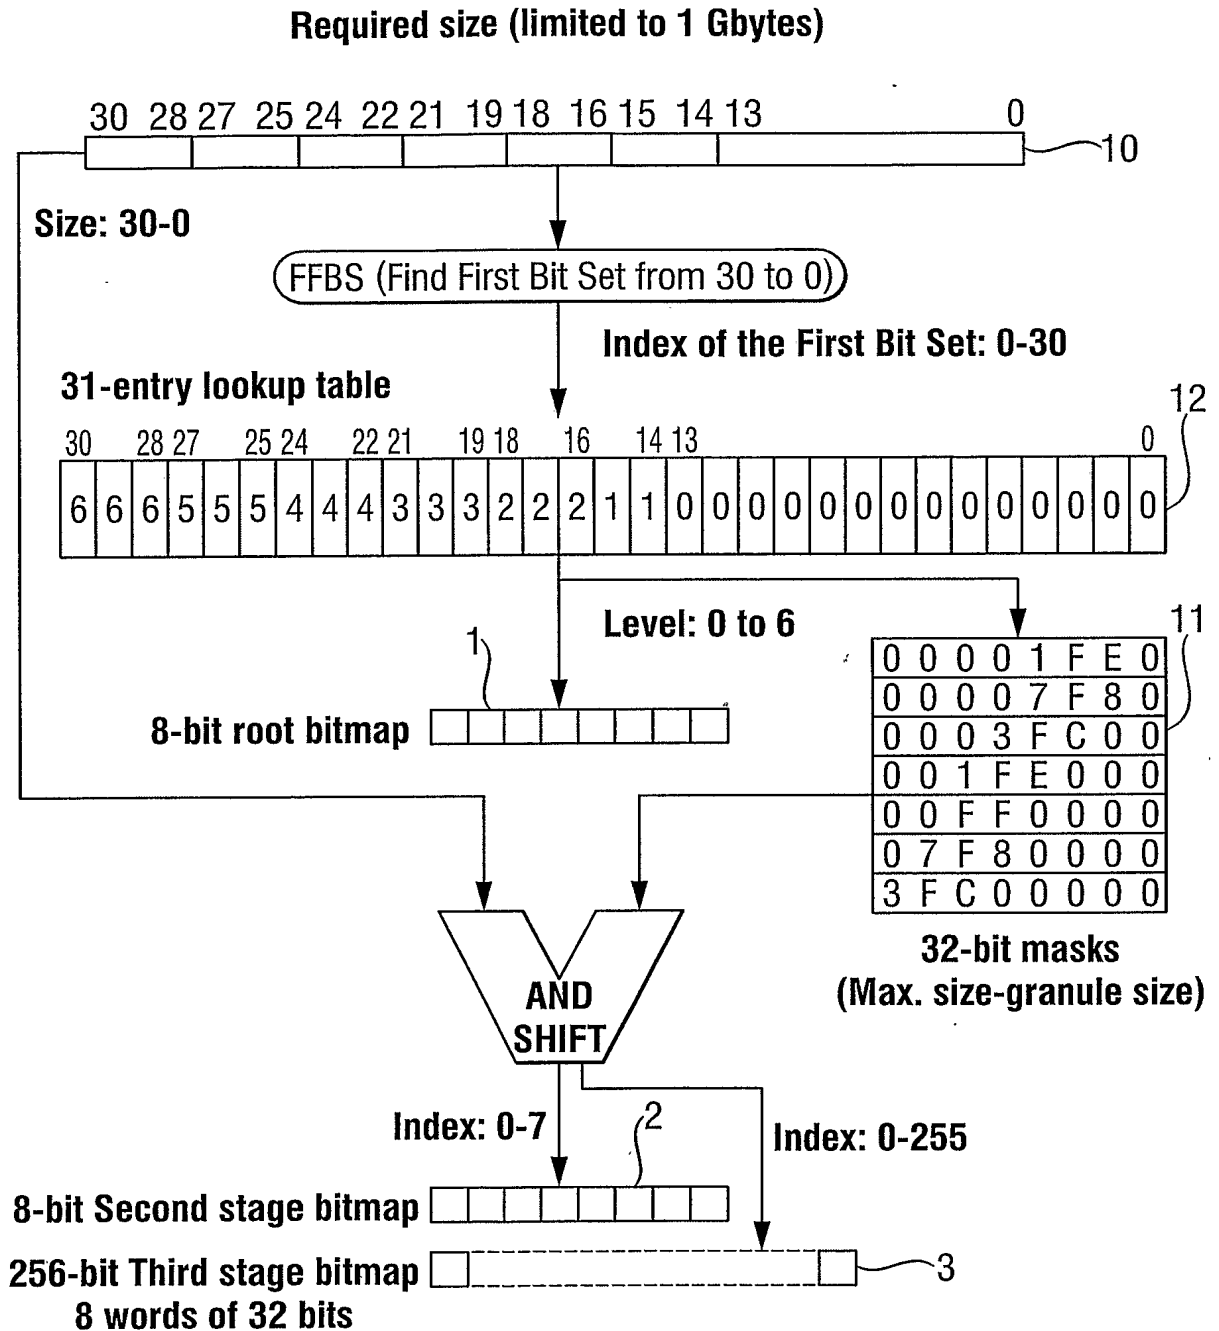 Required size (limited to 1 Gbytes)
30 28 27 25 24 22 21 19 18 16 15 14 13 0
10
Size: 30-0
FFBS (Find First Bit Set from 30 to 0)
Index of the First Bit Set: 0-30
31-entry lookup table
12
30 28 27 25 24 22 21 19 18 16 14 13 0
6 6 6 5 5 5 4 4 4 3 3 3 2 2 2 1 1 0 0 0 0 0 0 0 0 0 0 0 0 0 0
Level: 0 to 6
1
11
8-bit root bitmap
0 0 0 0 1 F E 0
0 0 0 0 7 F 8 0
0 0 0 3 F C 0 0
0 0 1 F E 0 0 0
0 0 F F 0 0 0 0
0 7 F 8 0 0 0 0
3 F C 0 0 0 0 0
32-bit masks
(Max. size-granule size)
AND
SHIFT
Index: 0-7
2
Index: 0-255
8-bit Second stage bitmap
256-bit Third stage bitmap
3
8 words of 32 bits